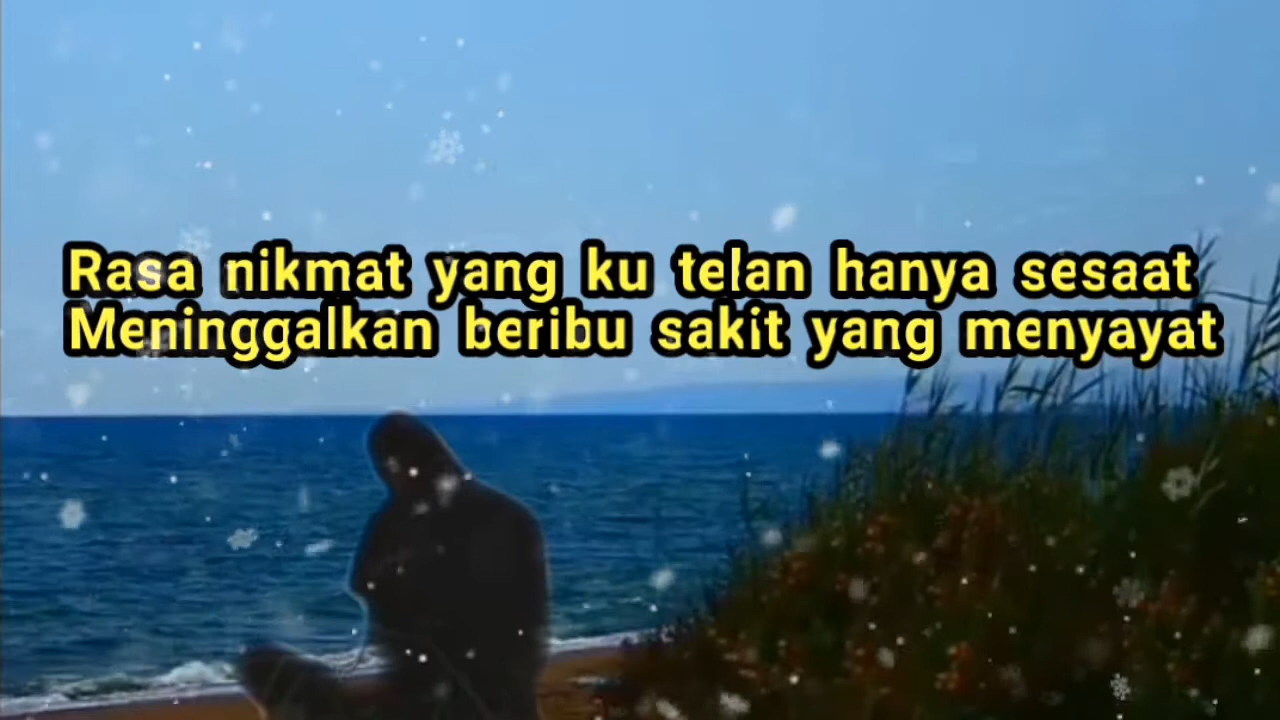 Rasa nikmat yang ku telan hanya sesaat
Meninggalkan beribu sakit yang menyayat